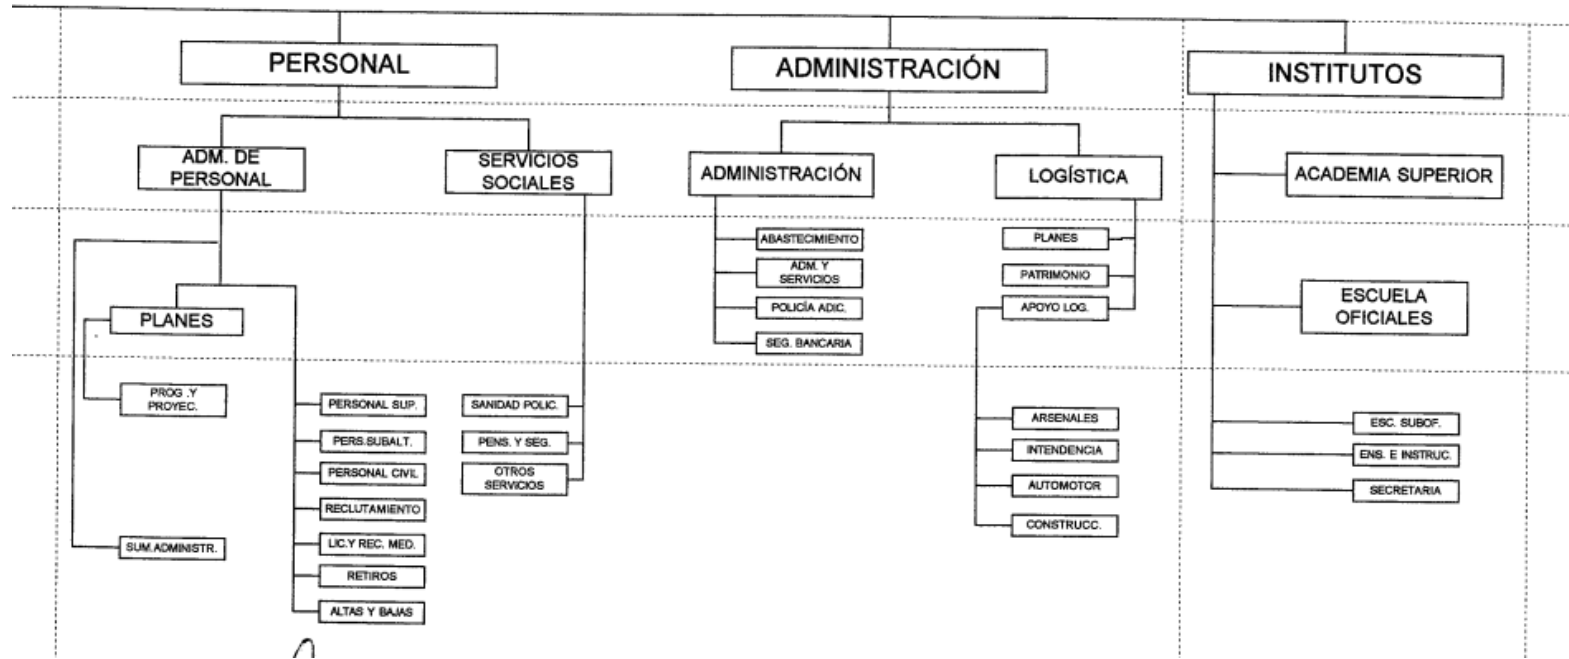 PERSONAL
ADMINISTRACIÓN
INSTITUTOS
ADM. DE
PERSONAL
SERVICIOS
SOCIALES
ADMINISTRACIÓN
LOGÍSTICA
ACADEMIA SUPERIOR
ABASTECIMIENTO
ADM. Y
SERVICIOS
POLICÍA ADIC.
SEG. BANCARIA
PLANES
PATRIMONIO
APOYO LOG.
ESCUELA
OFICIALES
PLANES
PROG .Y
PROYEC.
SUM.ADMINISTR.
PERSONAL SUP.
PERS.SUBALT.
PERSONAL CIVIL
RECLUTAMIENTO
LIC.Y REC. MED.
RETIROS
ALTAS Y BAJAS
SANIDAD POLIC.
PENS. Y SEG.
OTROS
SERVICIOS
ARSENALES
INTENDENCIA
AUTOMOTOR
CONSTRUCC.
ESC. SUBOF.
ENS. E INSTRUC.
SECRETARIA